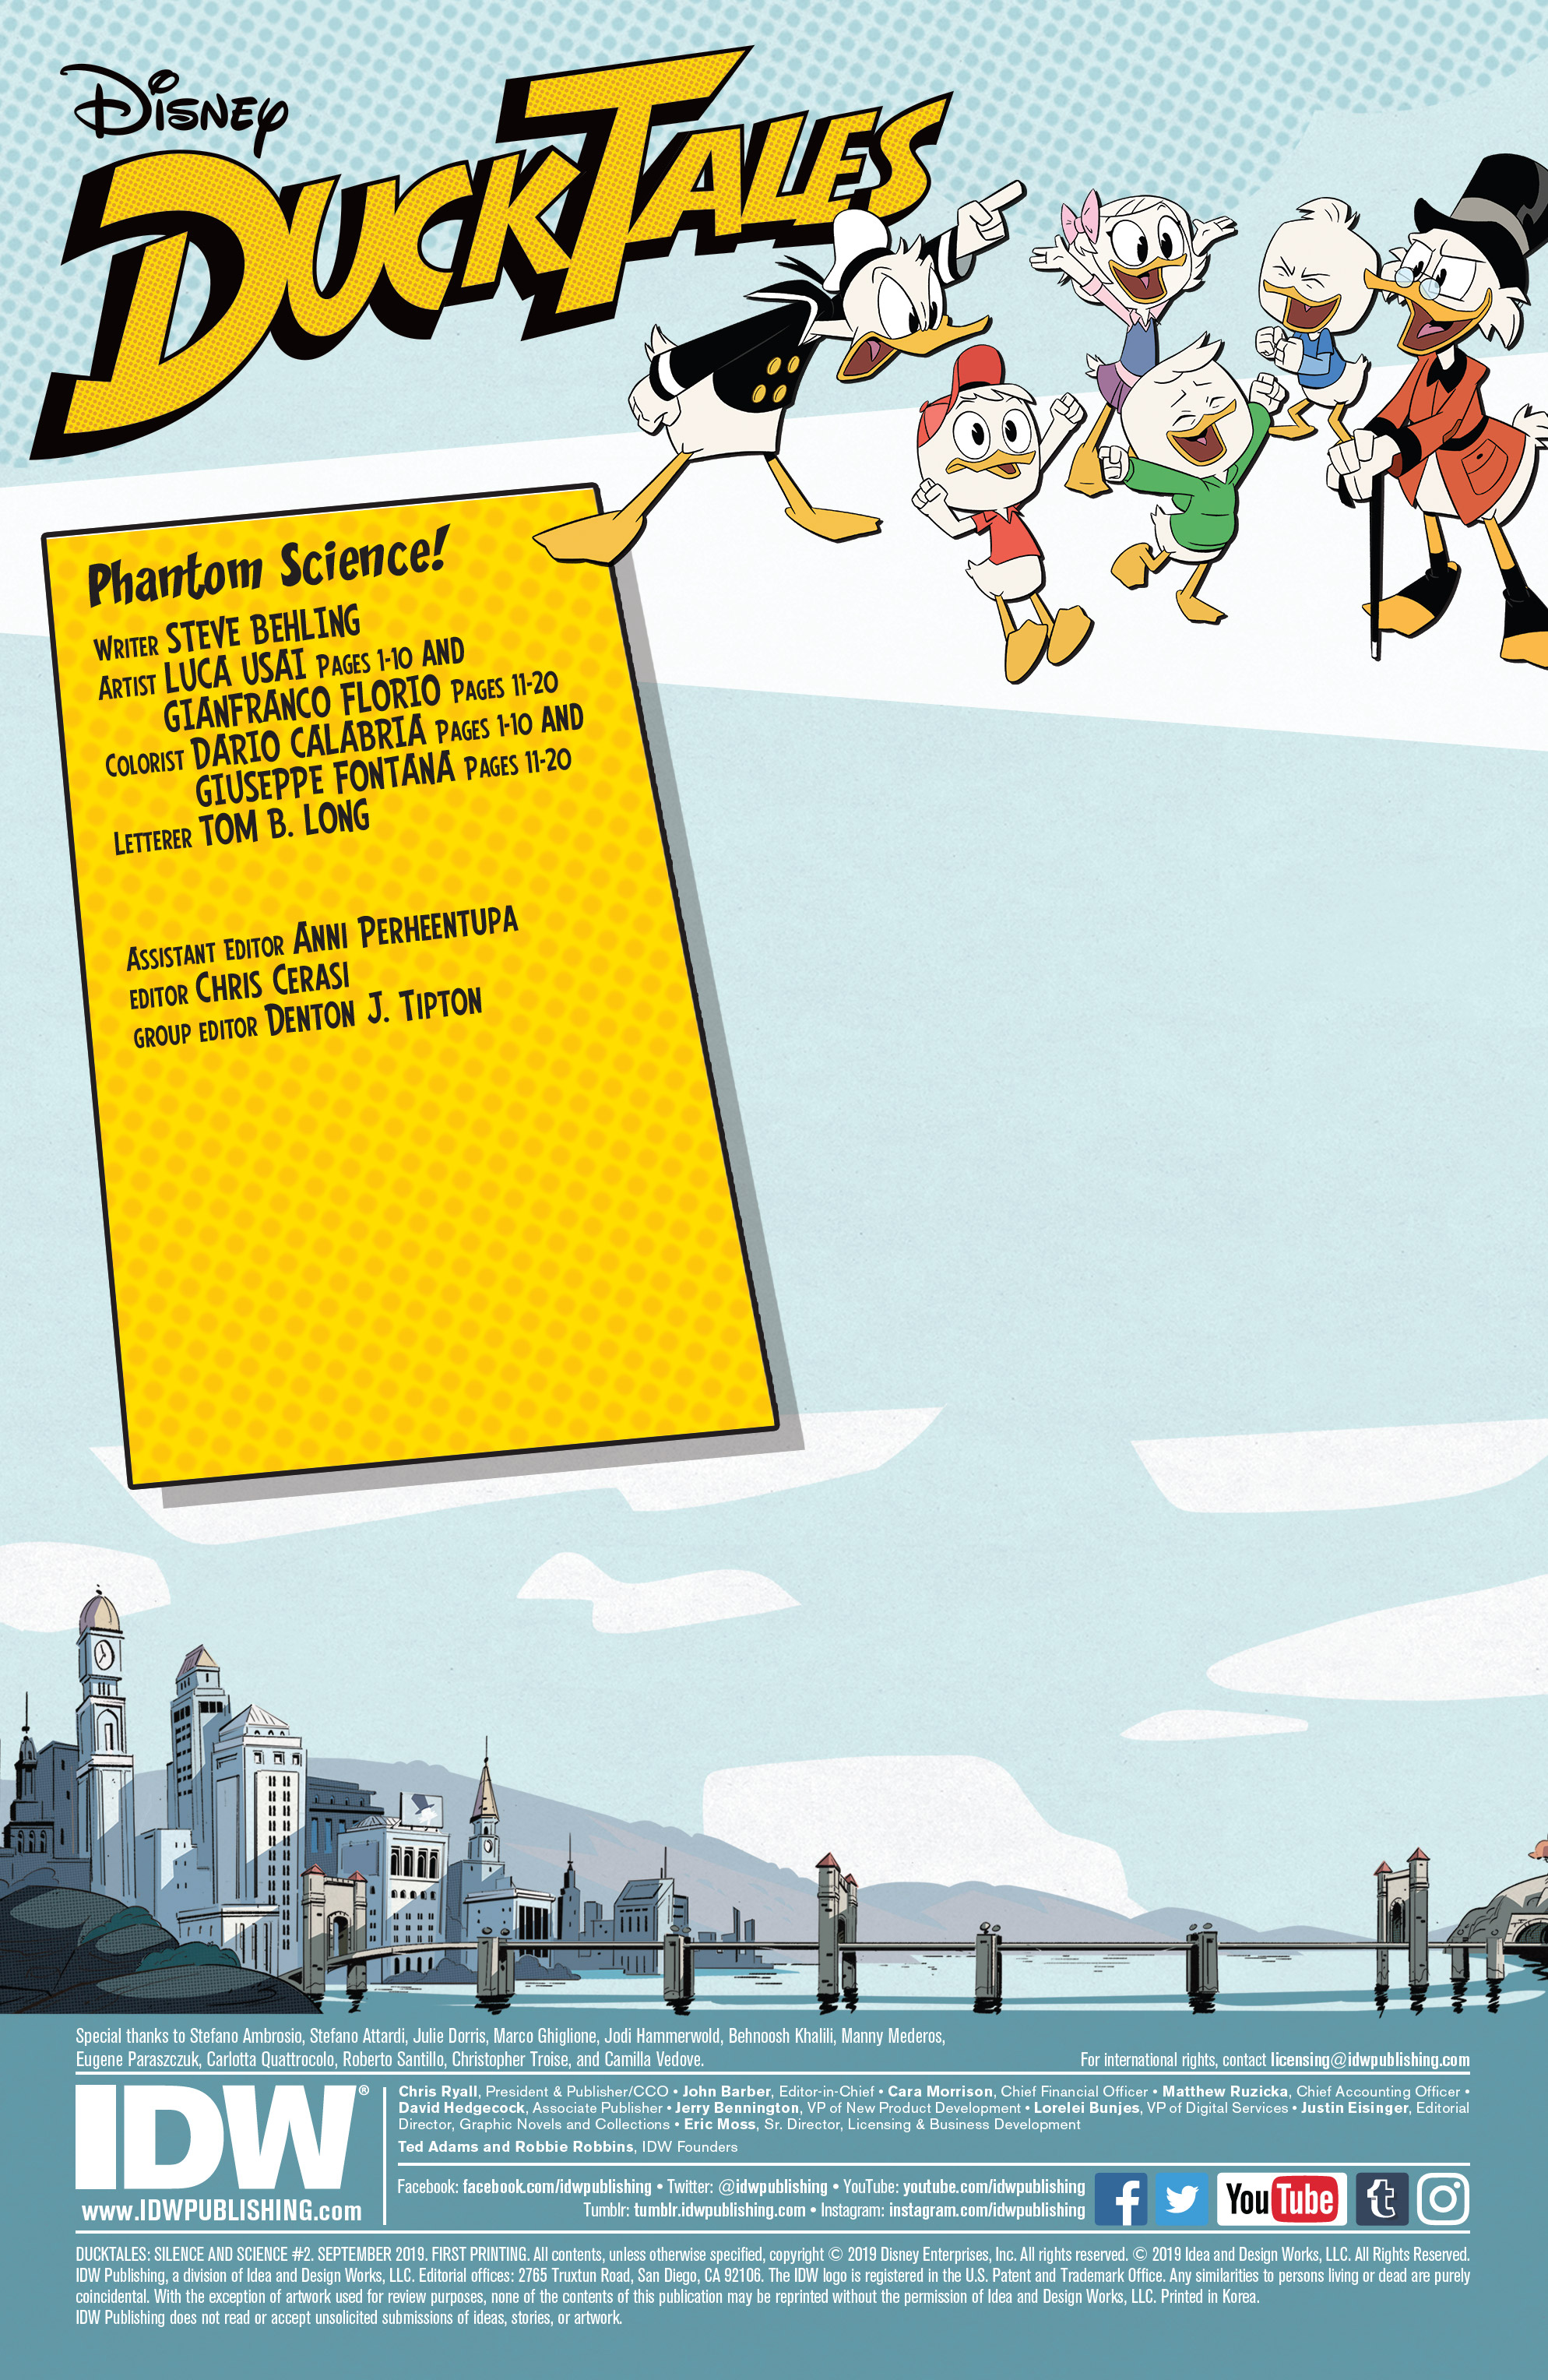 Disney
DUCKTALES
Phantom Science!
WRITER STEVE BEHLING
ARTIST LUCA USAI PAGES 1-10 AND
GIANFRANCO FLORIO PAGES 11-20
COLORIST DARIO CALABRIA PAGES 1-10 AND
GIUSEPPE FONTANA PAGES 11-20
LETTERER TOM B. LONG
ASSISTANT EDITOR ANNI PERHEENTUPA
EDITOR CHRIS CERASI
GROUP EDITOR DENTON J. TIPTON
Special thanks to Stefano Ambrosio, Stefano Attardi, Julie Dorris, Marco Ghiglione, Jodi Hammerwold, Behnoosh Khalili, Manny Mederos,
Eugene Paraszczuk, Carlotta Quattrocolo, Roberto Santillo, Christopher Troise, and Camilla Vedove.
For international rights, contact licensing@idwpublishing.com
IDW®
www.IDWPUBLISHING.com
Chris Ryall, President & Publisher/CCO • John Barber, Editor-in-Chief • Cara Morrison, Chief Financial Officer • Matthew Ruzicka, Chief Accounting Officer •
David Hedgecock, Associate Publisher • Jerry Bennington, VP of New Product Development • Lorelei Bunjes, VP of Digital Services • Justin Eisinger, Editorial
Director, Graphic Novels and Collections • Eric Moss, Sr. Director, Licensing & Business Development
Ted Adams and Robbie Robbins, IDW Founders
Facebook: facebook.com/idwpublishing • Twitter: @idwpublishing • YouTube: youtube.com/idwpublishing
Tumblr: tumblr.idwpublishing.com • Instagram: instagram.com/idwpublishing
f
You Tube
t
DUCKTALES: SILENCE AND SCIENCE #2. SEPTEMBER 2019. FIRST PRINTING. All contents, unless otherwise specified, copyright © 2019 Disney Enterprises, Inc. All rights reserved. © 2019 Idea and Design Works, LLC. All Rights Reserved.
IDW Publishing, a division of Idea and Design Works, LLC. Editorial offices: 2765 Truxtun Road, San Diego, CA 92106. The IDW logo is registered in the U.S. Patent and Trademark Office. Any similarities to persons living or dead are purely
coincidental. With the exception of artwork used for review purposes, none of the contents of this publication may be reprinted without the permission of Idea and Design Works, LLC. Printed in Korea.
IDW Publishing does not read or accept unsolicited submissions of ideas, stories, or artwork.